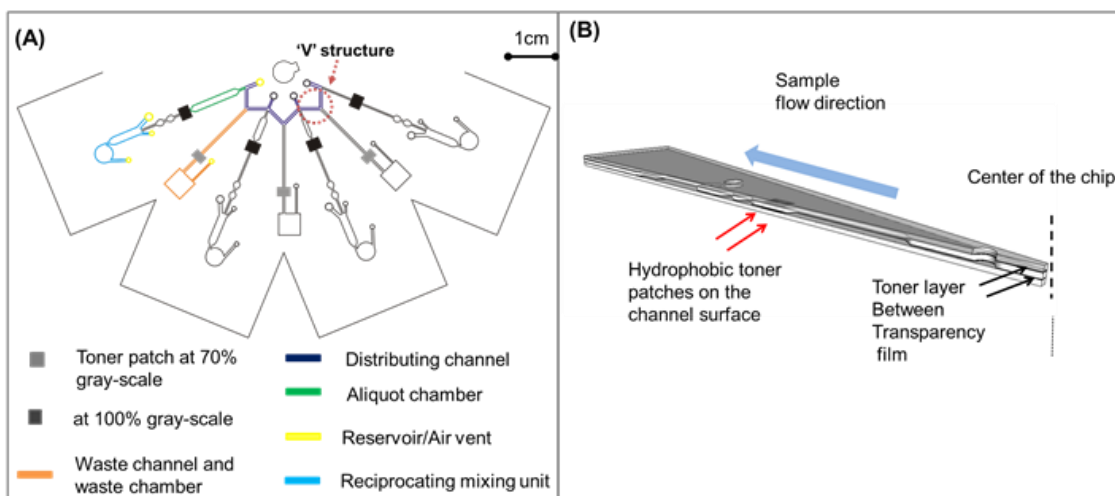 (A)
'V' structure
1cm
Toner patch at 70%
gray-scale
at 100% gray-scale
Waste channel and
waste chamber
Distributing channel
Aliquot chamber
Reservoir/Air vent
Reciprocating mixing unit
(B)
Sample
flow direction
Center of the chip
Hydrophobic toner
patches on the
channel surface
Toner layer
Between
Transparency
film